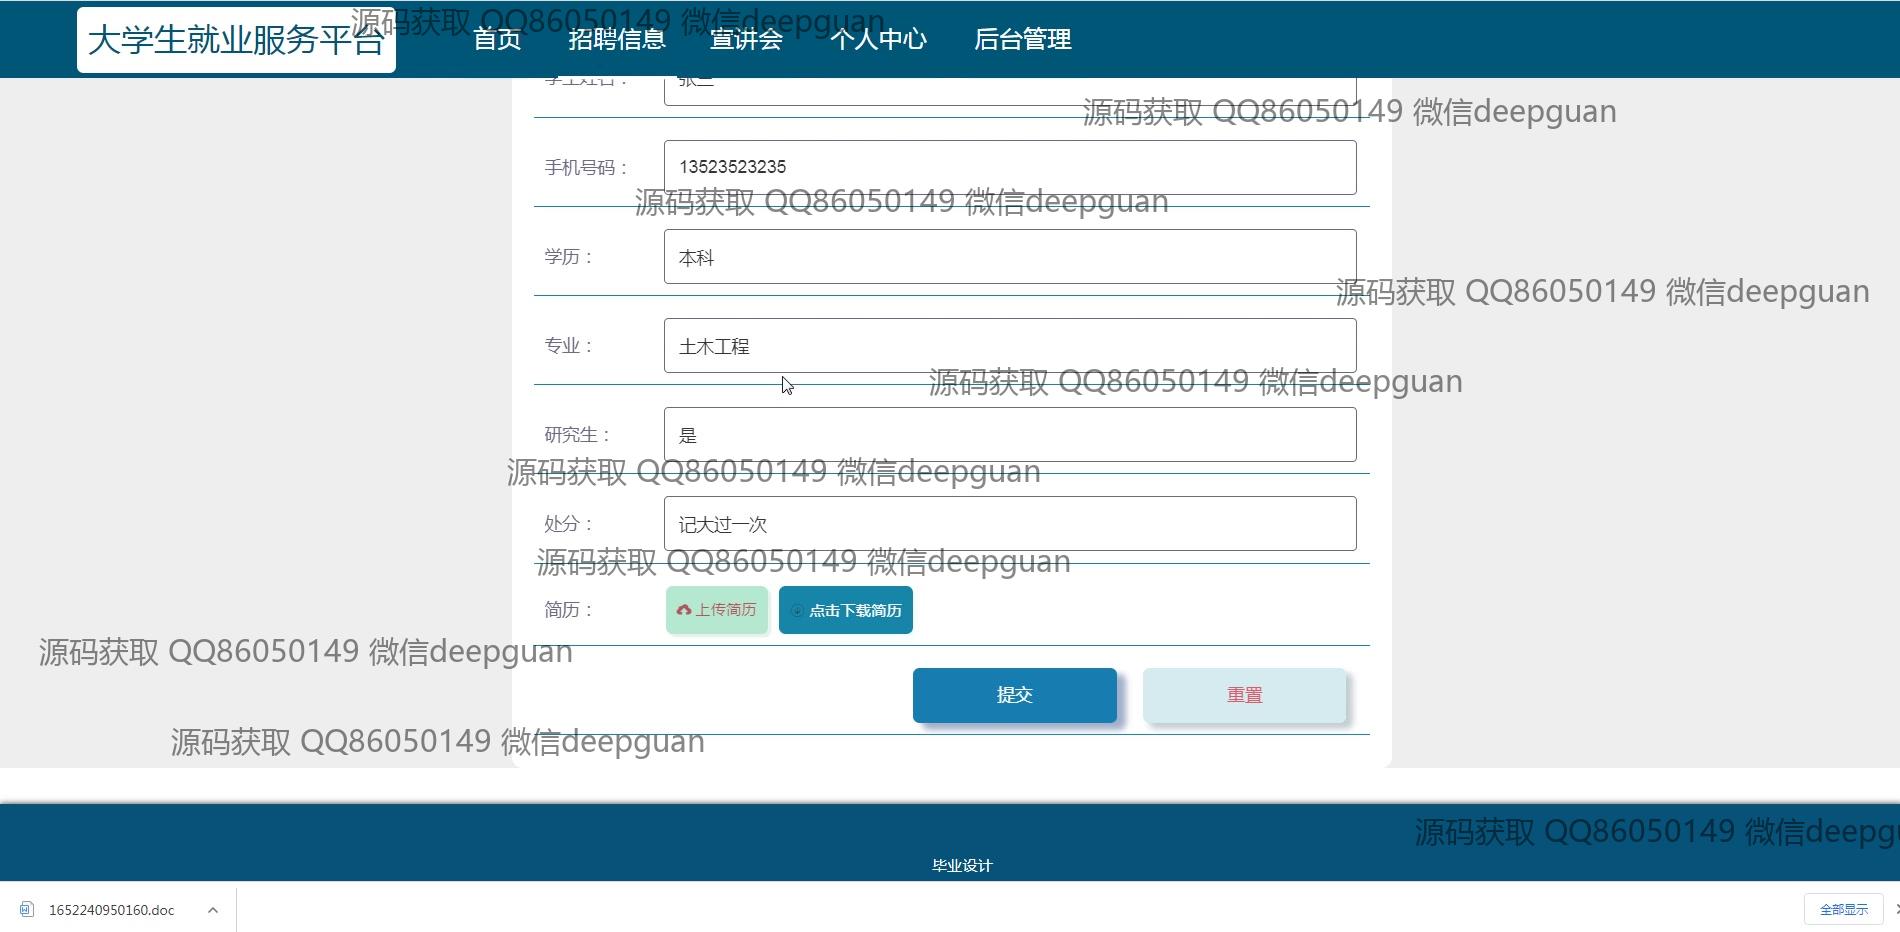 大学生就业服务平台
源码获取 QQ86050149 微信deepguan
首页 招聘信息 宣讲会 个人中心 后台管理
学生姓名： 张三
源码获取 QQ86050149 微信deepguan
手机号码： 13523523235
源码获取 QQ86050149 微信deepguan
学历： 本科
源码获取 QQ86050149 微信deepguan
专业： 土木工程
源码获取 QQ86050149 微信deepguan
研究生： 是
源码获取 QQ86050149 微信deepguan
处分： 记大过一次
源码获取 QQ86050149 微信deepguan
简历： 上传简历 点击下载简历
源码获取 QQ86050149 微信deepguan
提交 重置
源码获取 QQ86050149 微信deepguan
源码获取 QQ86050149 微信deepgu
毕业设计
1652240950160.doc 全部显示